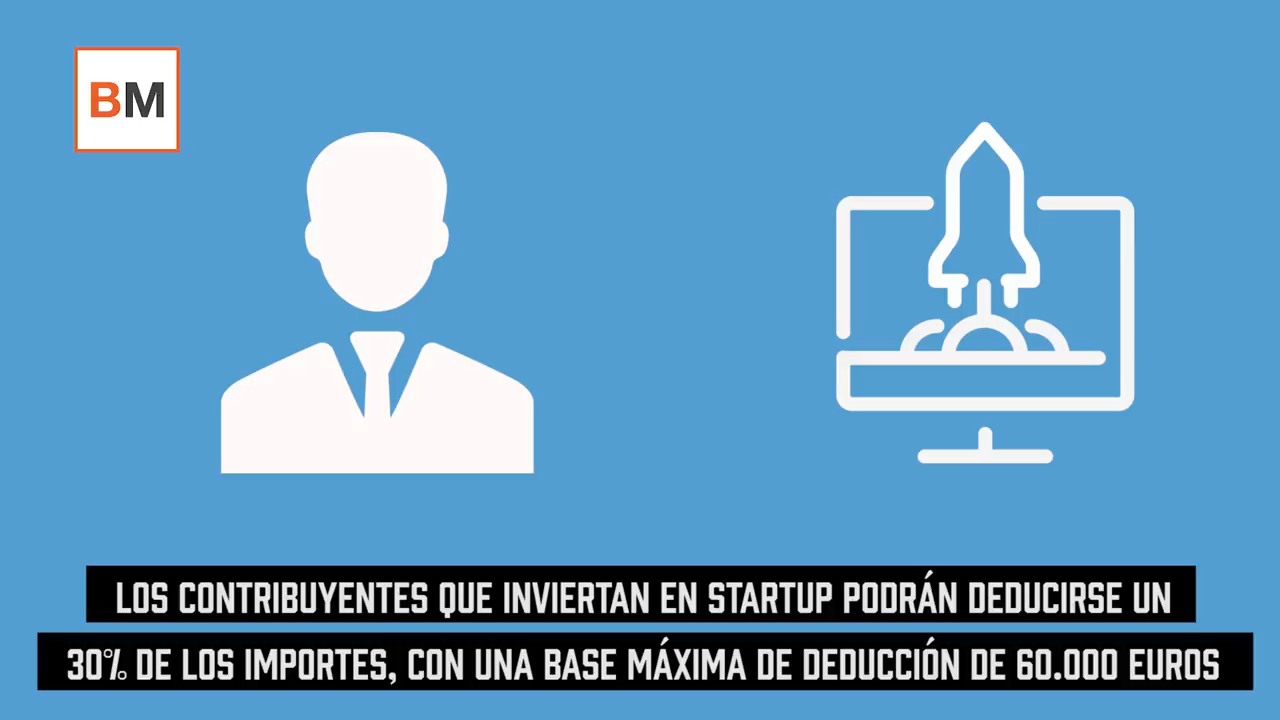 BM
LOS CONTRIBUYENTES QUE INVIERTAN EN STARTUP PODRÁN DEDUCIRSE UN
30% DE LOS IMPORTES, CON UNA BASE MÁXIMA DE DEDUCCIÓN DE 60.000 EUROS